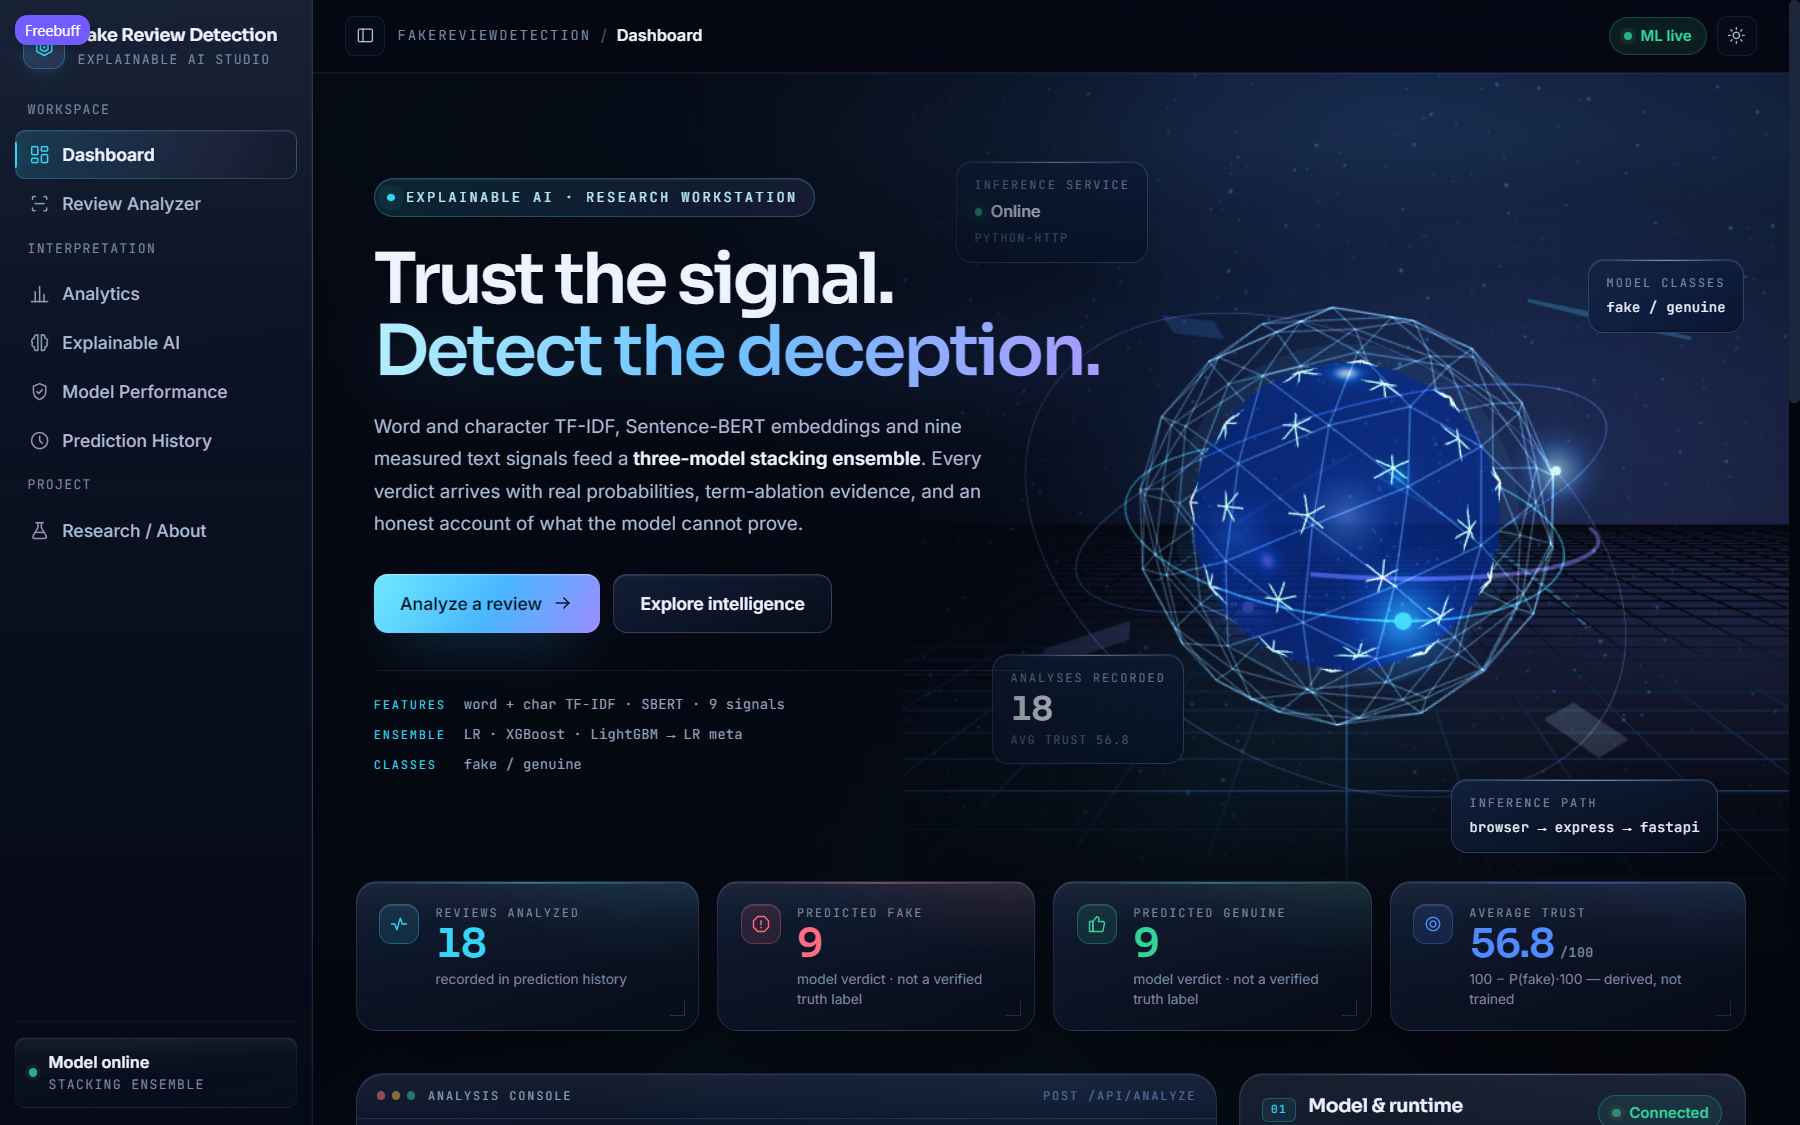 Freebuff
ake Review Detection
EXPLAINABLE AI STUDIO
WORKSPACE
Dashboard
Review Analyzer
INTERPRETATION
Analytics
Explainable AI
Model Performance
Prediction History
PROJECT
Research / About
Model online
STACKING ENSEMBLE
FAKEREVIEWDETECTION / Dashboard
ML live
EXPLAINABLE AI · RESEARCH WORKSTATION
Trust the signal.
Detect the deception.
Word and character TF-IDF, Sentence-BERT embeddings and nine
measured text signals feed a three-model stacking ensemble. Every
verdict arrives with real probabilities, term-ablation evidence, and an
honest account of what the model cannot prove.
Analyze a review →
Explore intelligence
FEATURES word + char TF-IDF · SBERT · 9 signals
ENSEMBLE LR · XGBoost · LightGBM → LR meta
CLASSES fake / genuine
INFERENCE SERVICE
Online
PYTHON-HTTP
MODEL CLASSES
fake / genuine
ANALYSES RECORDED
18
AVG TRUST 56.8
INFERENCE PATH
browser → express → fastapi
REVIEWS ANALYZED
18
recorded in prediction history
PREDICTED FAKE
9
model verdict · not a verified
truth label
PREDICTED GENUINE
9
model verdict · not a verified
truth label
AVERAGE TRUST
56.8 /100
100 − P(fake)·100 — derived, not
trained
ANALYSIS CONSOLE
POST /API/ANALYZE
01
Model & runtime
Connected